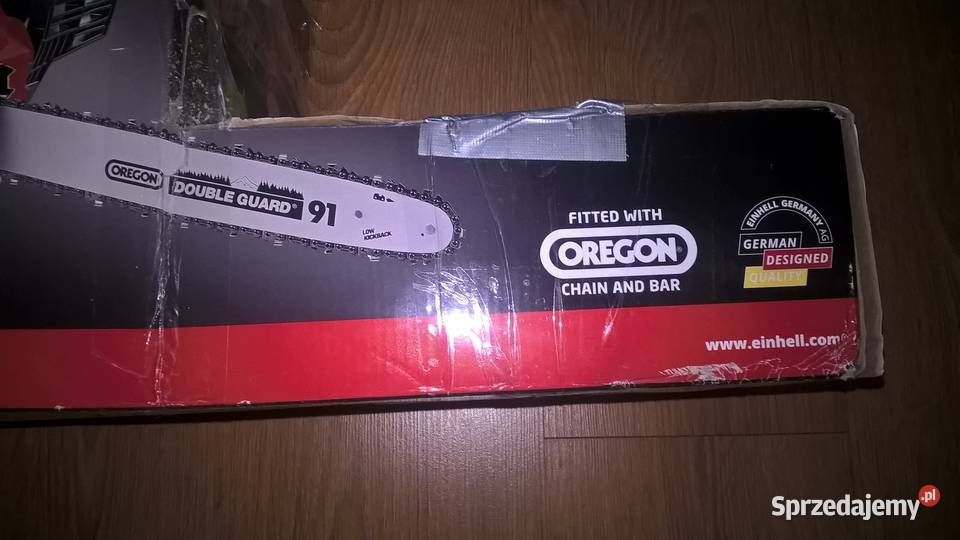 OREGON
DOUBLE GUARD® 91
LOW
KICKBACK
FITTED WITH
OREGON®
CHAIN AND BAR
EINHELL GERMANY AG
GERMAN
DESIGNED
QUALITY
www.einhell.com
Sprzedajemy.pl